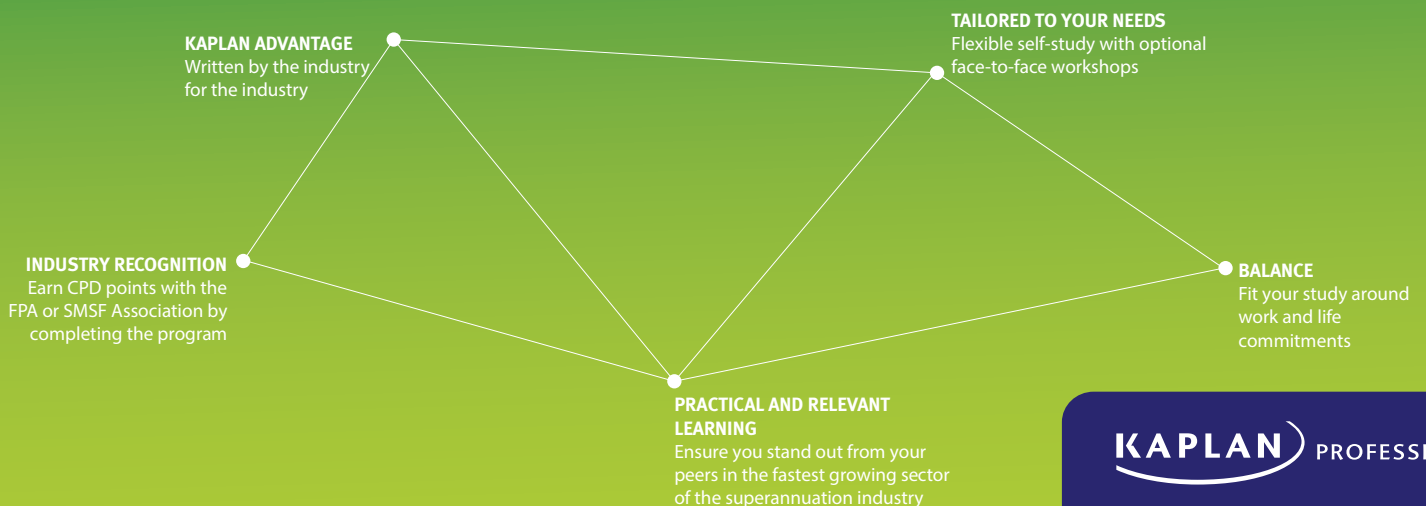 KAPLAN ADVANTAGE
Written by the industry
for the industry
TAILORED TO YOUR NEEDS
Flexible self-study with optional
face-to-face workshops
INDUSTRY RECOGNITION
Earn CPD points with the
FPA or SMSF Association by
completing the program
BALANCE
Fit your study around
work and life
commitments
PRACTICAL AND RELEVANT
LEARNING
Ensure you stand out from your
peers in the fastest growing sector
of the superannuation industry
KAPLAN PROFESSI